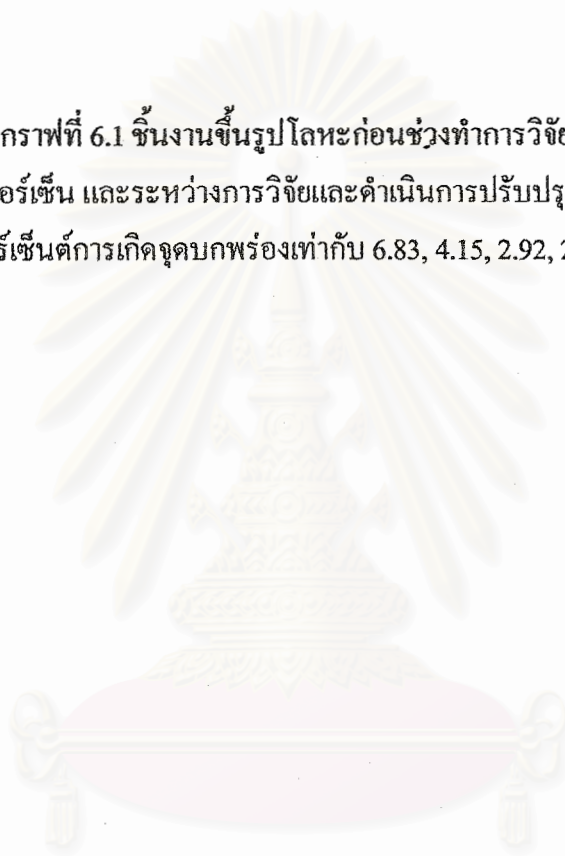 กราฟที่ 6.1 ชิ้นงานขึ้นรูปโลหะก่อนช่วงทำการวิจัย
อร์เซ็น และระหว่างการวิจัยและดำเนินการปรับปรุ
ร์เซ็นต์การเกิดจุดบกพร่องเท่ากับ 6.83, 4.15, 2.92, 2